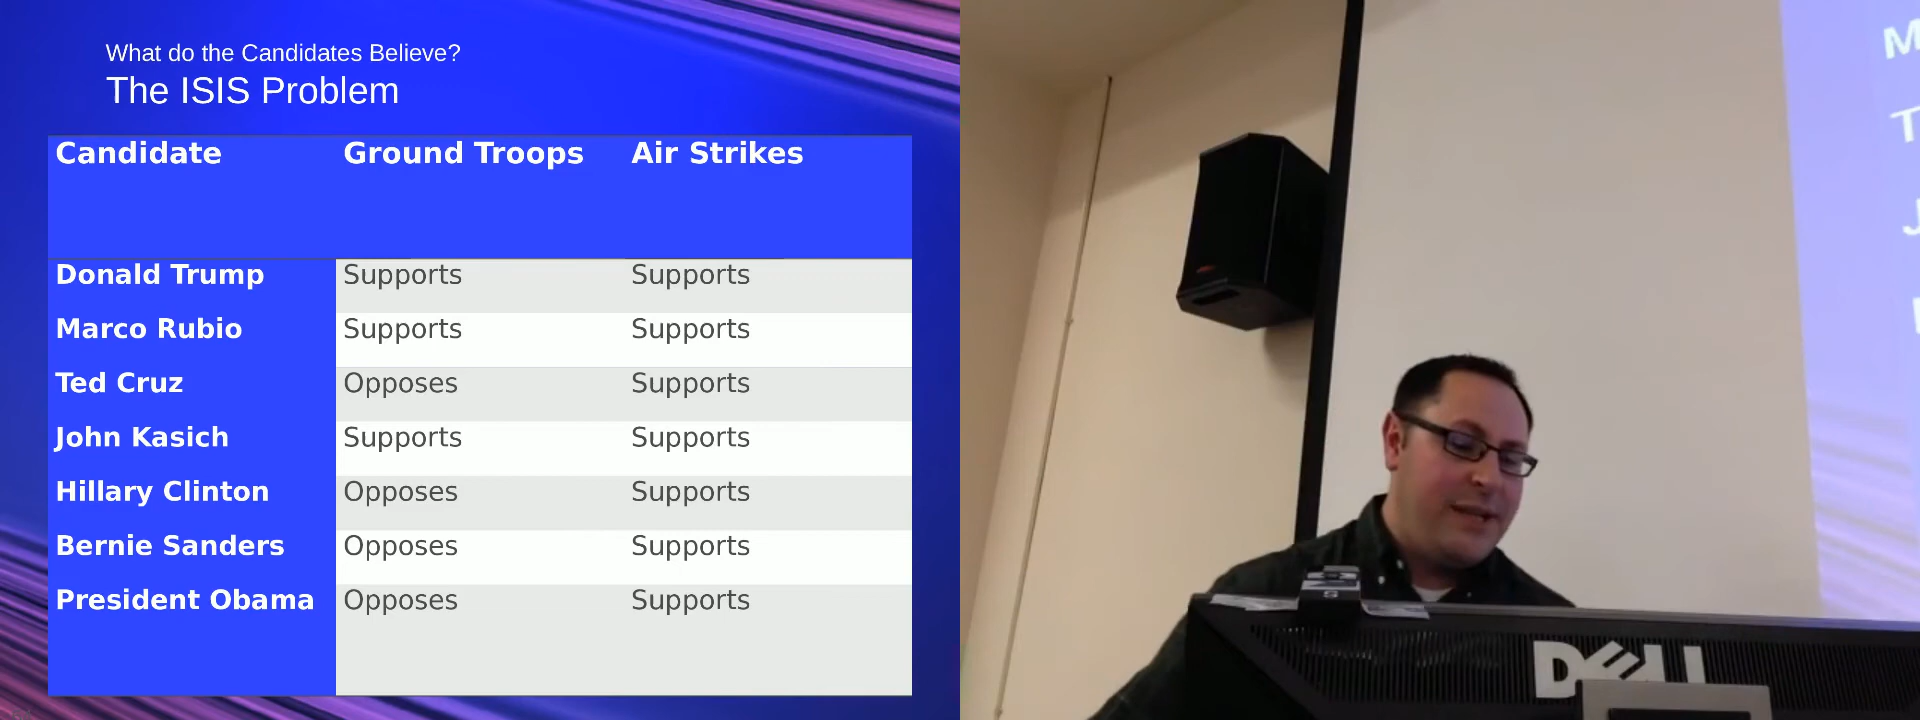 What do the Candidates Believe?
The ISIS Problem
Candidate Ground Troops Air Strikes
Donald Trump Supports Supports
Marco Rubio Supports Supports
Ted Cruz Opposes Supports
John Kasich Supports Supports
Hillary Clinton Opposes Supports
Bernie Sanders Opposes Supports
President Obama Opposes Supports
M
T
J
DELL